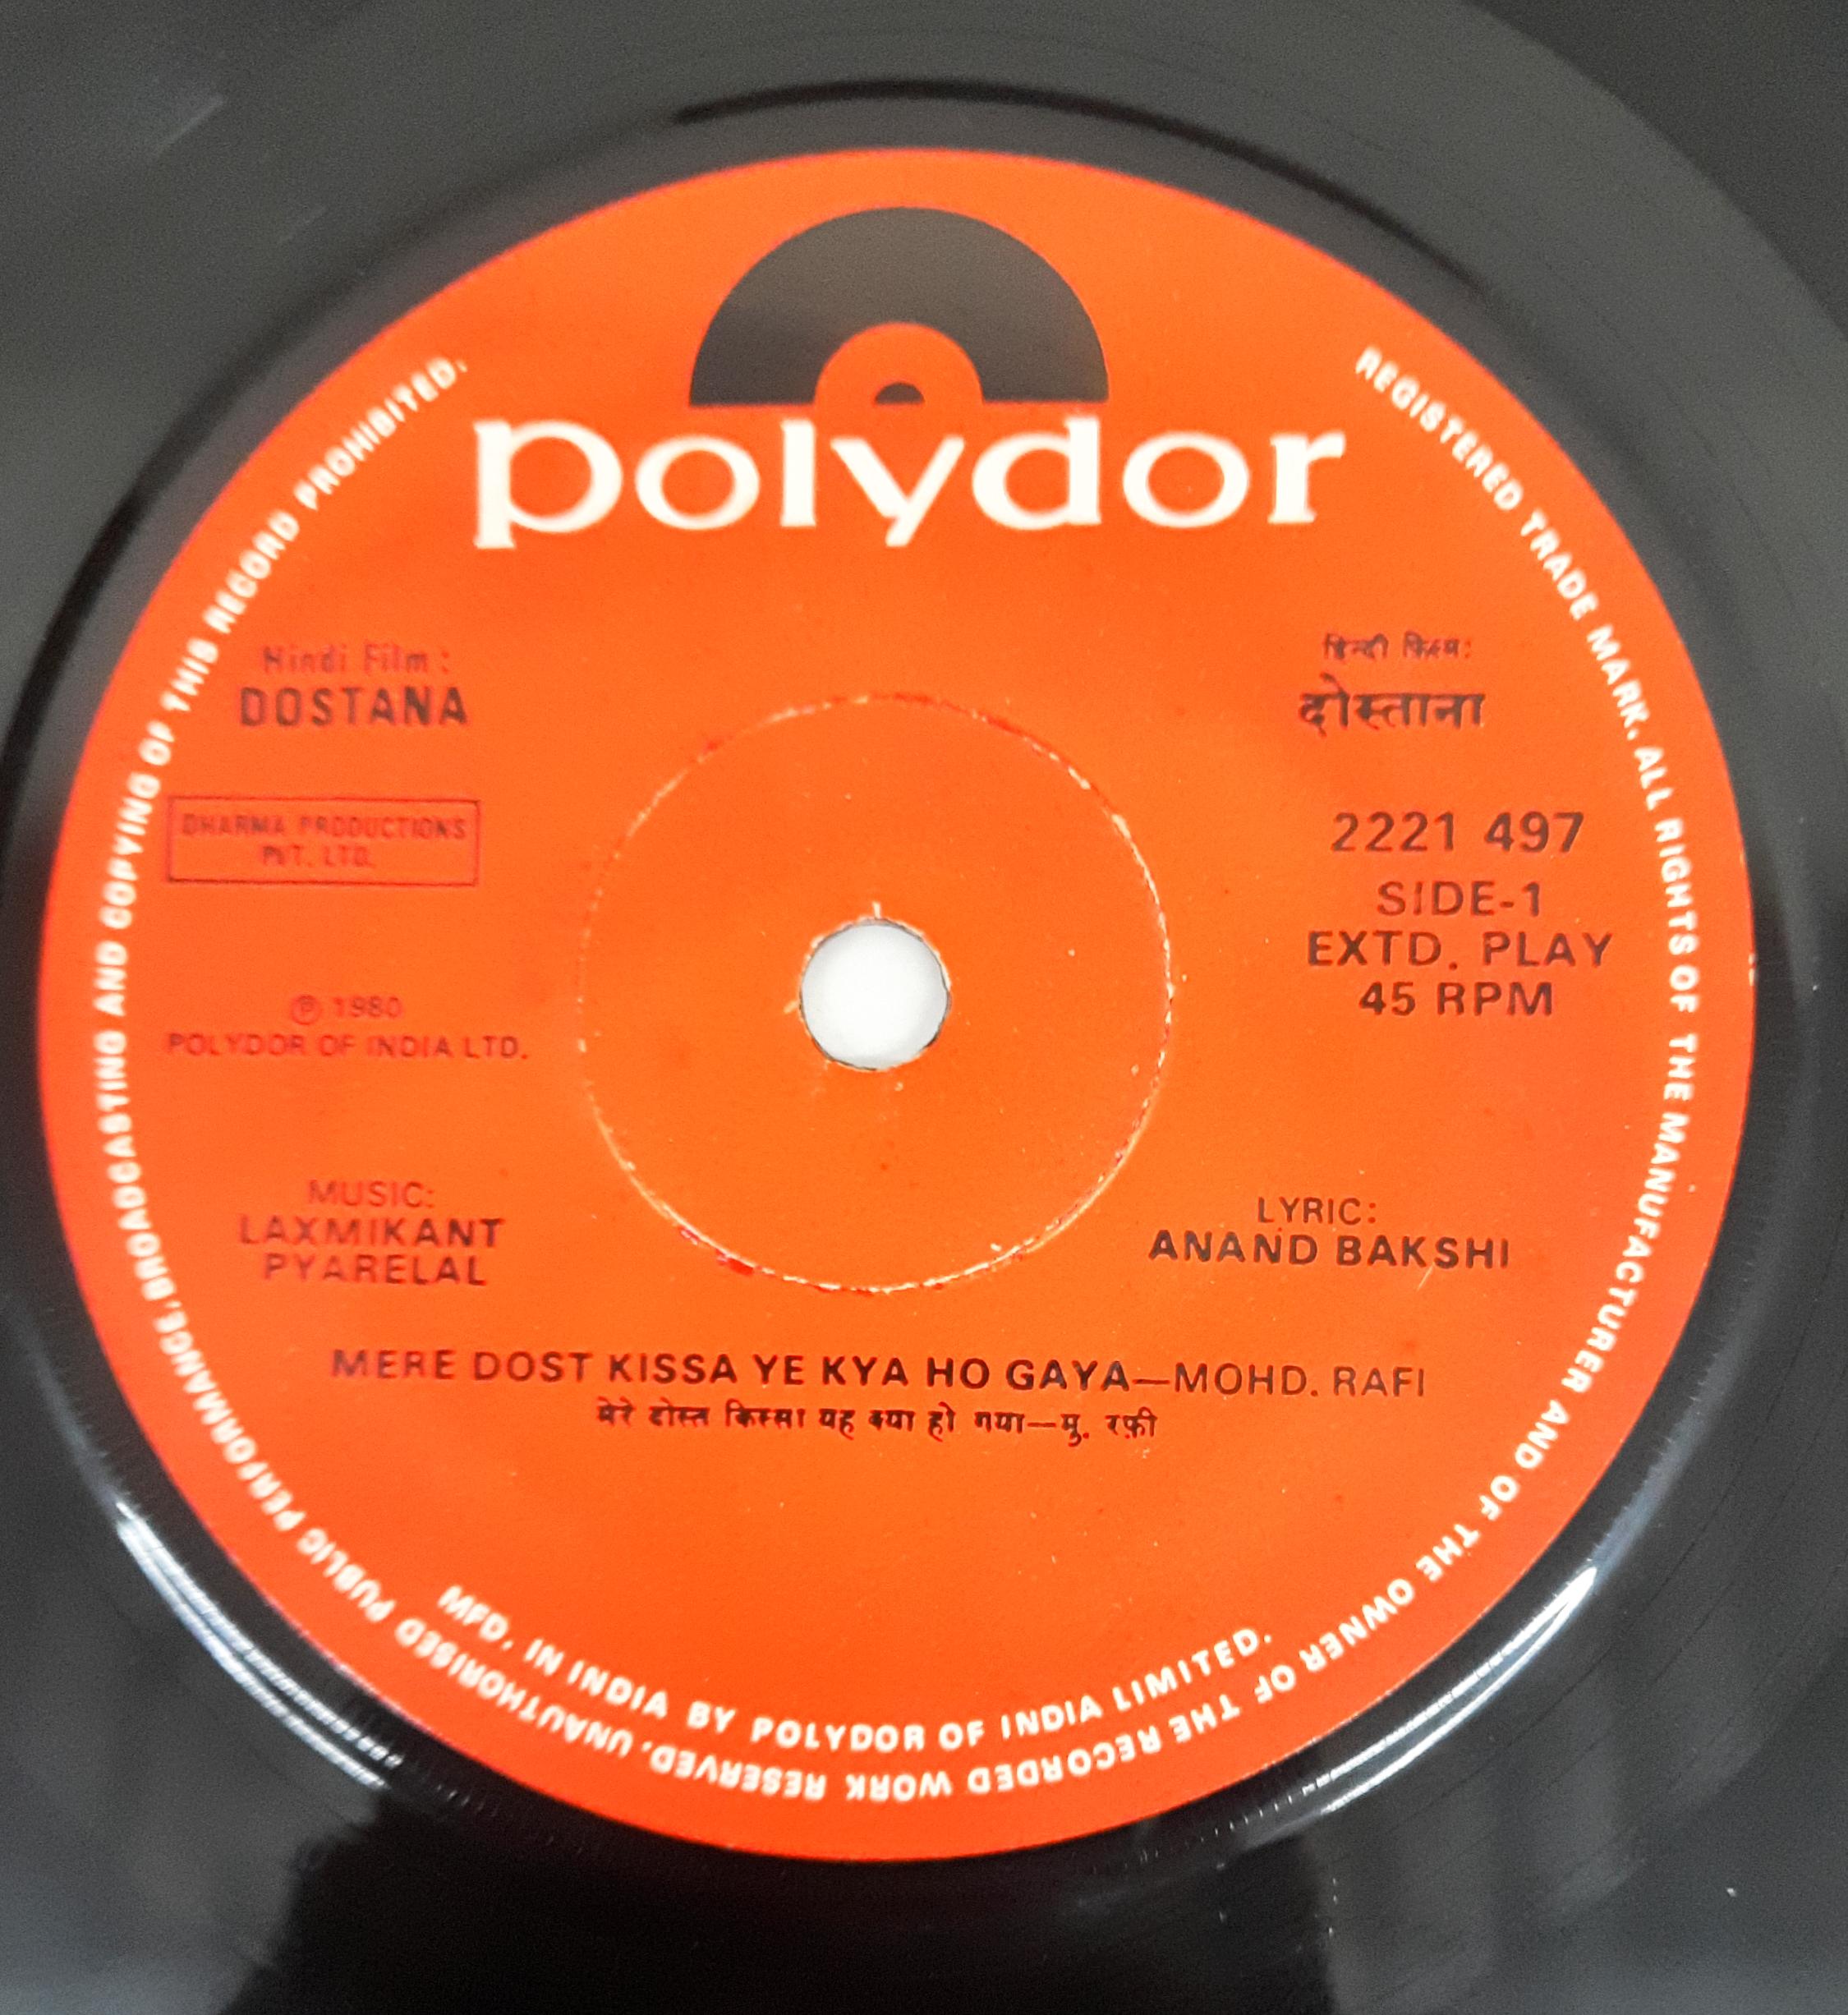 polydor
Hindi Film:
DOSTANA
हिन्दी फिल्म:
दोस्ताना
DHARMA PRODUCTIONS
PVT. LTD.
2221 497
SIDE-1
EXTD. PLAY
45 RPM
℗ 1980
POLYDOR OF INDIA LTD.
MUSIC:
LAXMIKANT
PYARELAL
LYRIC:
ANAND BAKSHI
MERE DOST KISSA YE KYA HO GAYA—MOHD. RAFI
मेरे दोस्त किस्सा यह क्या हो गया—मु. रफ़ी
MFD. IN INDIA BY POLYDOR OF INDIA LIMITED.
REGISTERED TRADE MARK. ALL RIGHTS OF THE MANUFACTURER AND OF THE OWNER OF THE RECORDED WORK RESERVED. UNAUTHORISED PUBLIC PERFORMANCE, BROADCASTING AND COPYING OF THIS RECORD PROHIBITED.